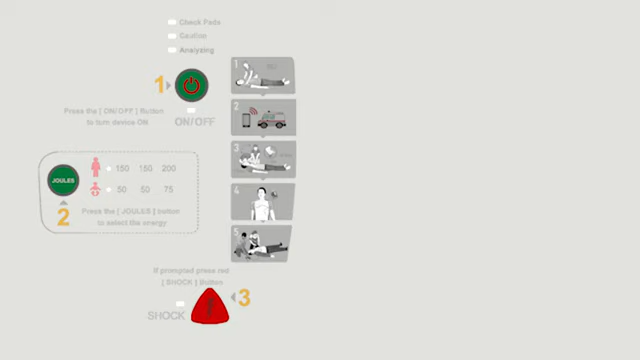 Check Pads
Caution
Analyzing
1
Press the [ ON/OFF ] Button
to turn device ON
ON/OFF
1
2
3
4
5
JOULES
150 150 200
50 50 75
2
Press the [ JOULES ] button
to select the energy
If prompted press red
[ SHOCK ] Button
3
SHOCK